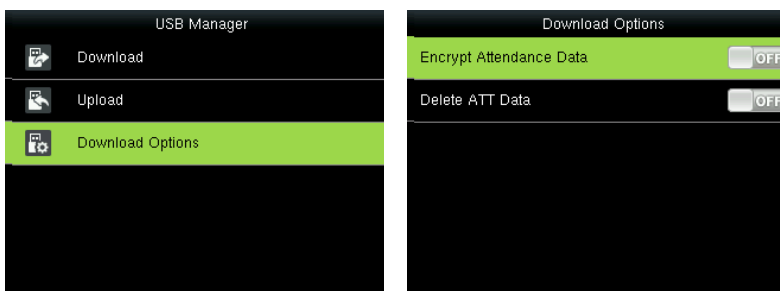 USB Manager
Download
Upload
Download Options
Download Options
Encrypt Attendance Data OFF
Delete ATT Data OFF